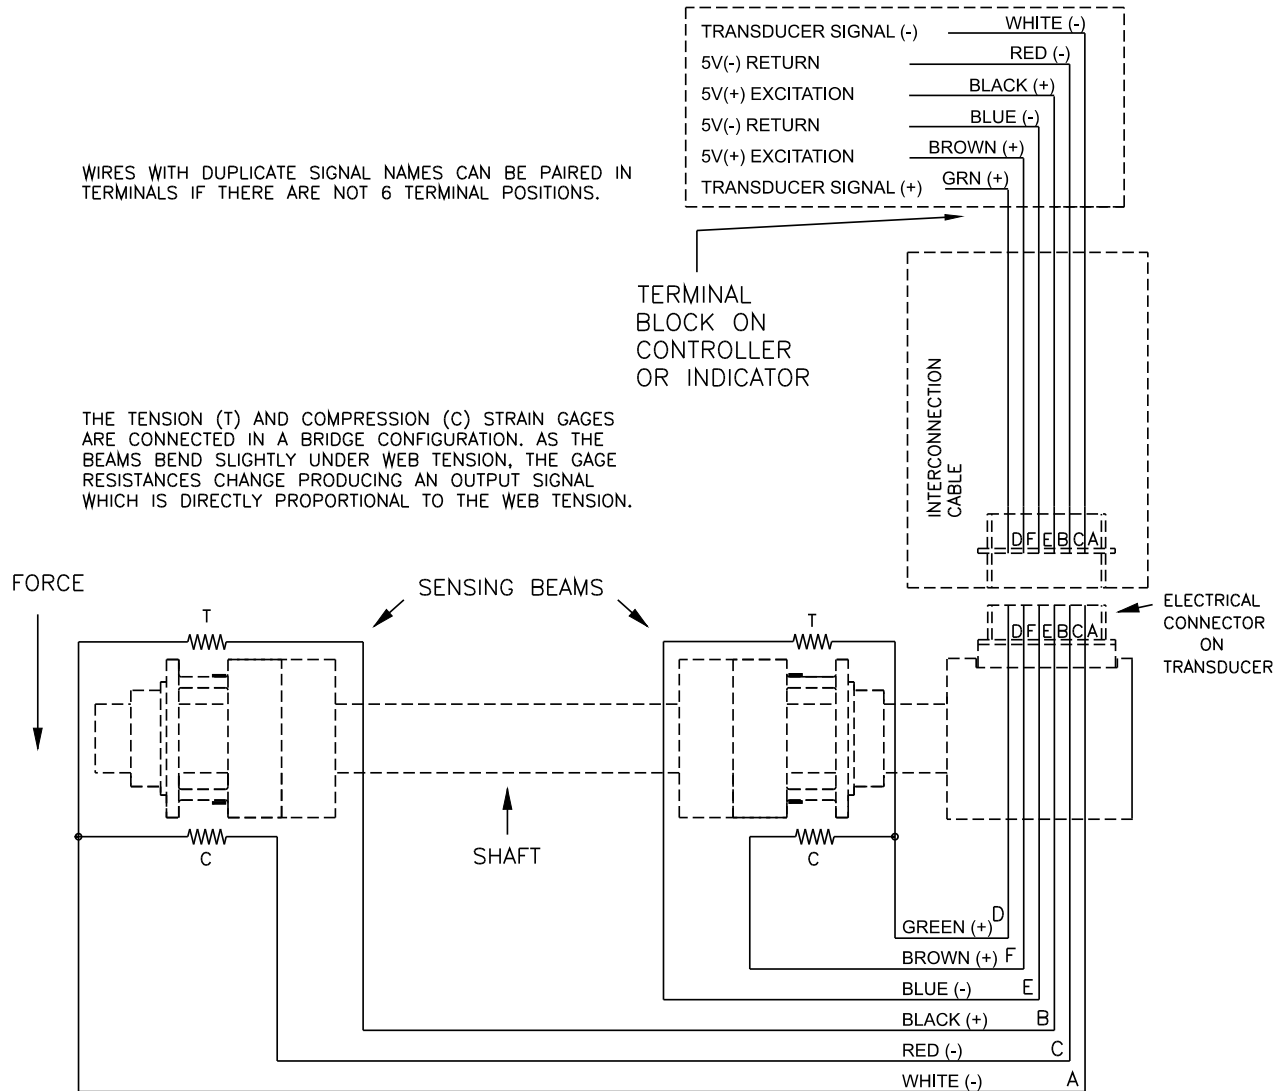 TRANSDUCER SIGNAL (-) WHITE (-)
5V(-) RETURN RED (-)
5V(+) EXCITATION BLACK (+)
5V(-) RETURN BLUE (-)
5V(+) EXCITATION BROWN (+)
TRANSDUCER SIGNAL (+) GRN (+)
WIRES WITH DUPLICATE SIGNAL NAMES CAN BE PAIRED IN
TERMINALS IF THERE ARE NOT 6 TERMINAL POSITIONS.
TERMINAL
BLOCK ON
CONTROLLER
OR INDICATOR
THE TENSION (T) AND COMPRESSION (C) STRAIN GAGES
ARE CONNECTED IN A BRIDGE CONFIGURATION. AS THE
BEAMS BEND SLIGHTLY UNDER WEB TENSION, THE GAGE
RESISTANCES CHANGE PRODUCING AN OUTPUT SIGNAL
WHICH IS DIRECTLY PROPORTIONAL TO THE WEB TENSION.
INTERCONNECTION
CABLE
D F E B C A
FORCE
SENSING BEAMS
ELECTRICAL
CONNECTOR
ON
TRANSDUCER
D F E B C A
T
T
C
C
SHAFT
GREEN (+) D
BROWN (+) F
BLUE (-) E
BLACK (+) B
RED (-) C
WHITE (-) A